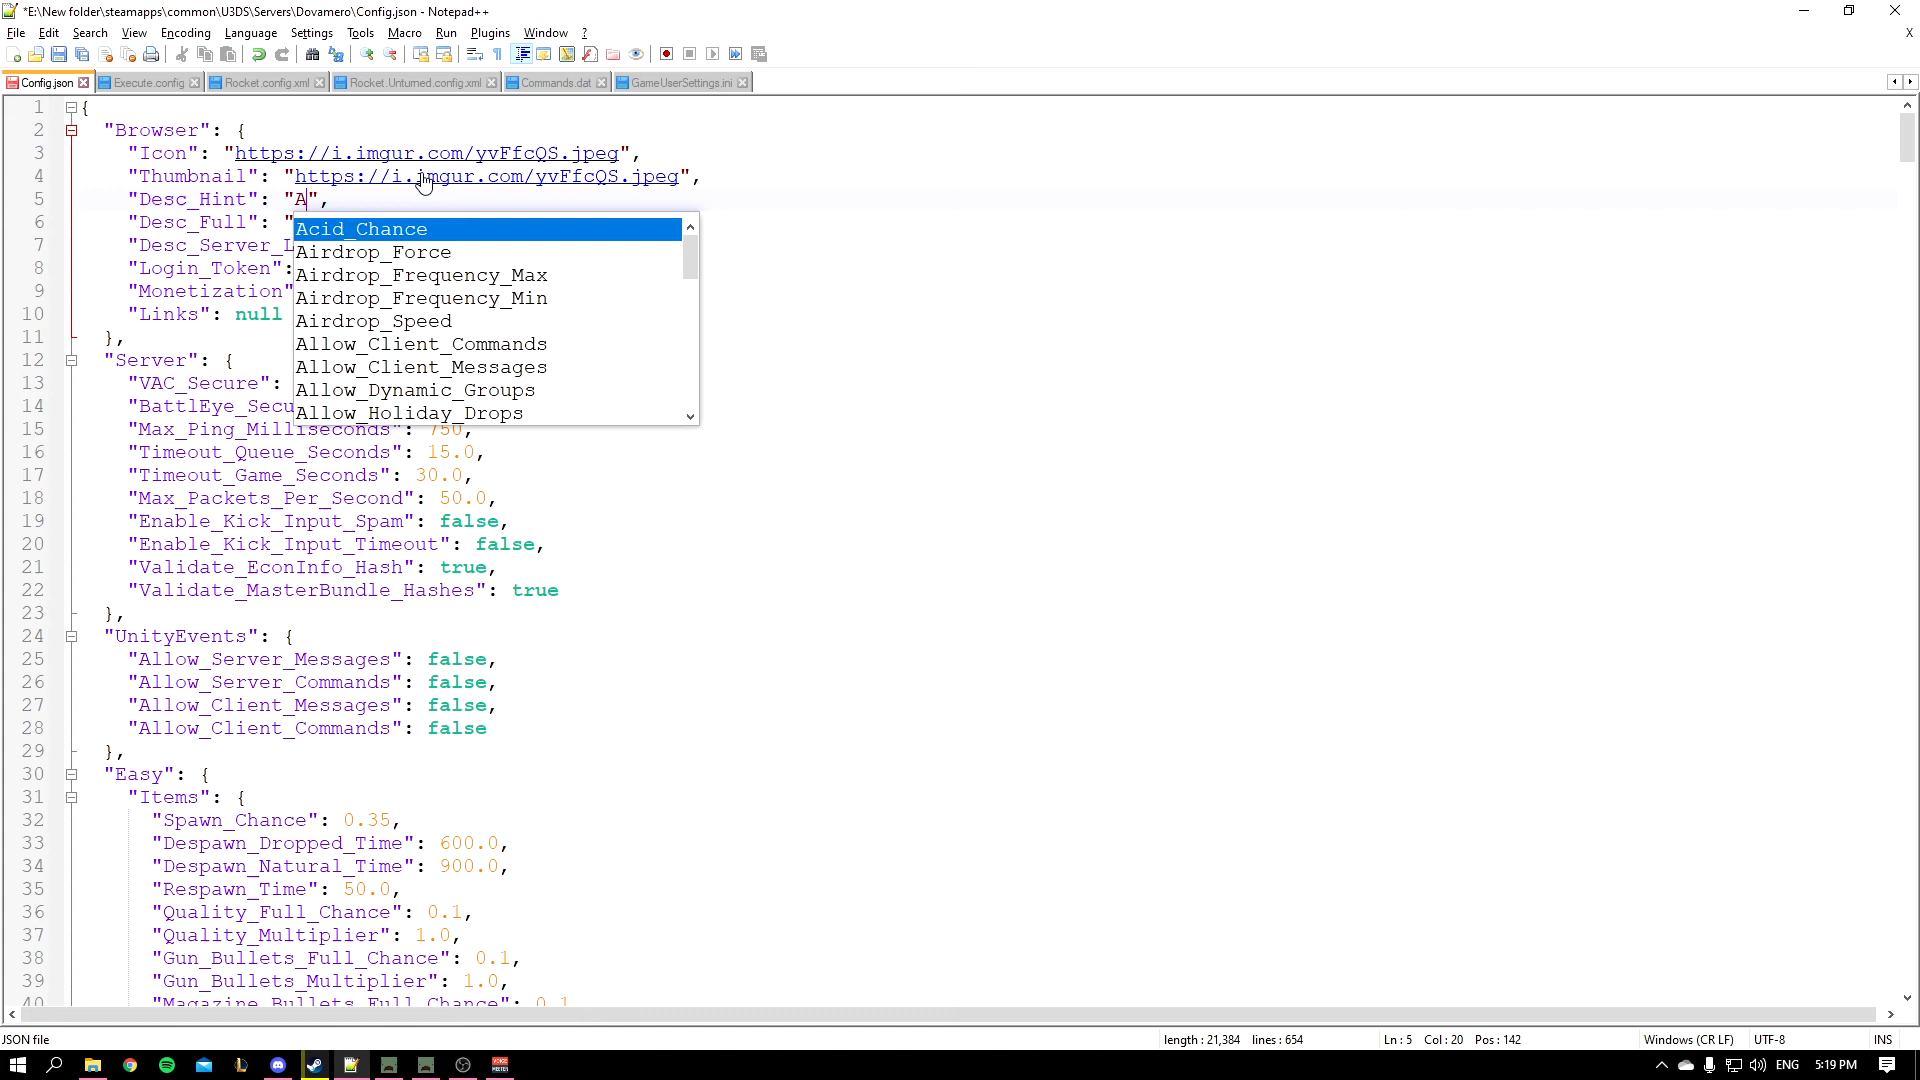 *E:\New folder\steamapps\common\U3DS\Servers\Dovamero\Config.json - Notepad++
File Edit Search View Encoding Language Settings Tools Macro Run Plugins Window ? X
Config.json Execute.config Rocket.config.xml Rocket.Unturned.config.xml Commands.dat GameUserSettings.ini
1 {
2 "Browser": {
3 "Icon": "https://i.imgur.com/yvFfcQS.jpeg",
4 "Thumbnail": "https://i.imgur.com/yvFfcQS.jpeg",
5 "Desc_Hint": "A",
6 "Desc_Full": "
Acid_Chance
7 "Desc_Server_L
Airdrop_Force
8 "Login_Token":
Airdrop_Frequency_Max
9 "Monetization"
Airdrop_Frequency_Min
10 "Links": null
Airdrop_Speed
11 },
Allow_Client_Commands
12 "Server": {
Allow_Client_Messages
13 "VAC_Secure":
Allow_Dynamic_Groups
14 "BattlEye_Secu
Allow_Holiday_Drops
15 "Max_Ping_Milliseconds": 750,
16 "Timeout_Queue_Seconds": 15.0,
17 "Timeout_Game_Seconds": 30.0,
18 "Max_Packets_Per_Second": 50.0,
19 "Enable_Kick_Input_Spam": false,
20 "Enable_Kick_Input_Timeout": false,
21 "Validate_EconInfo_Hash": true,
22 "Validate_MasterBundle_Hashes": true
23 },
24 "UnityEvents": {
25 "Allow_Server_Messages": false,
26 "Allow_Server_Commands": false,
27 "Allow_Client_Messages": false,
28 "Allow_Client_Commands": false
29 },
30 "Easy": {
31 "Items": {
32 "Spawn_Chance": 0.35,
33 "Despawn_Dropped_Time": 600.0,
34 "Despawn_Natural_Time": 900.0,
35 "Respawn_Time": 50.0,
36 "Quality_Full_Chance": 0.1,
37 "Quality_Multiplier": 1.0,
38 "Gun_Bullets_Full_Chance": 0.1,
39 "Gun_Bullets_Multiplier": 1.0,
40 "Magazine_Bullets_Full_Chance": 0.1
JSON file length : 21,384 lines : 654 Ln : 5 Col : 20 Pos : 142 Windows (CR LF) UTF-8 INS
ENG 5:19 PM